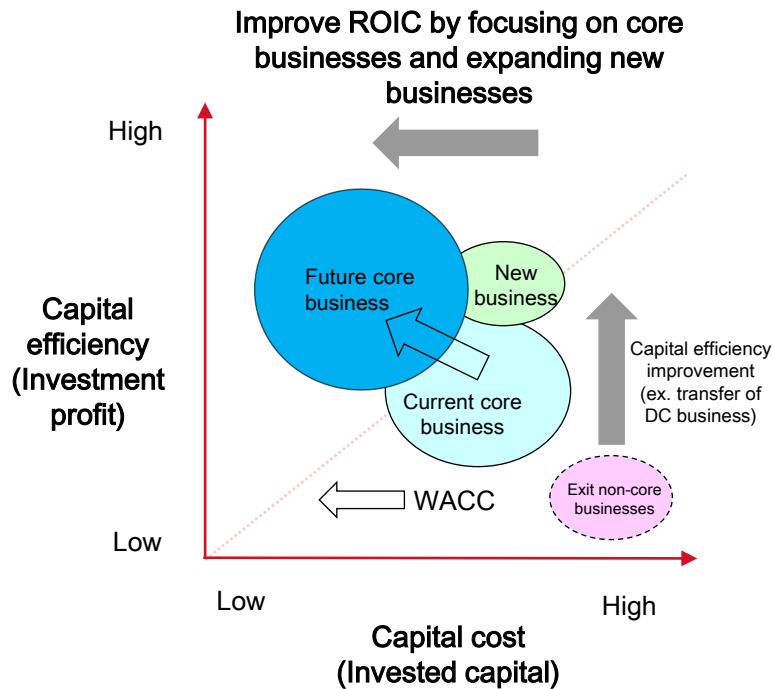 Improve ROIC by focusing on core
businesses and expanding new
businesses
High
Future core
business
New
business
Capital
efficiency
(Investment
profit)
Capital efficiency
improvement
(ex. transfer of
DC business)
Current core
business
Exit non-core
businesses
WACC
Low
Low
High
Capital cost
(Invested capital)